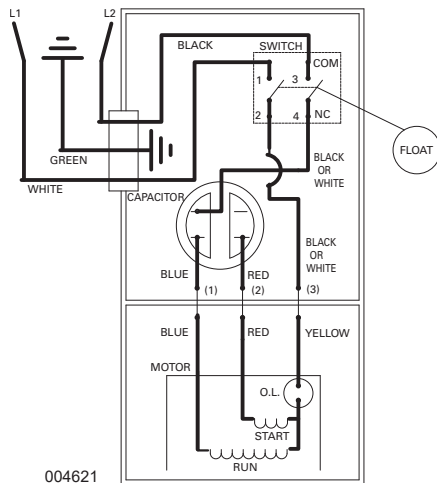 L1
L2
BLACK
SWITCH
COM
1
3
2
4
NC
FLOAT
GREEN
WHITE
CAPACITOR
BLACK
OR
WHITE
BLACK
OR
WHITE
BLUE
RED
(1)
(2)
(3)
BLUE
RED
YELLOW
MOTOR
O.L.
START
RUN
004621